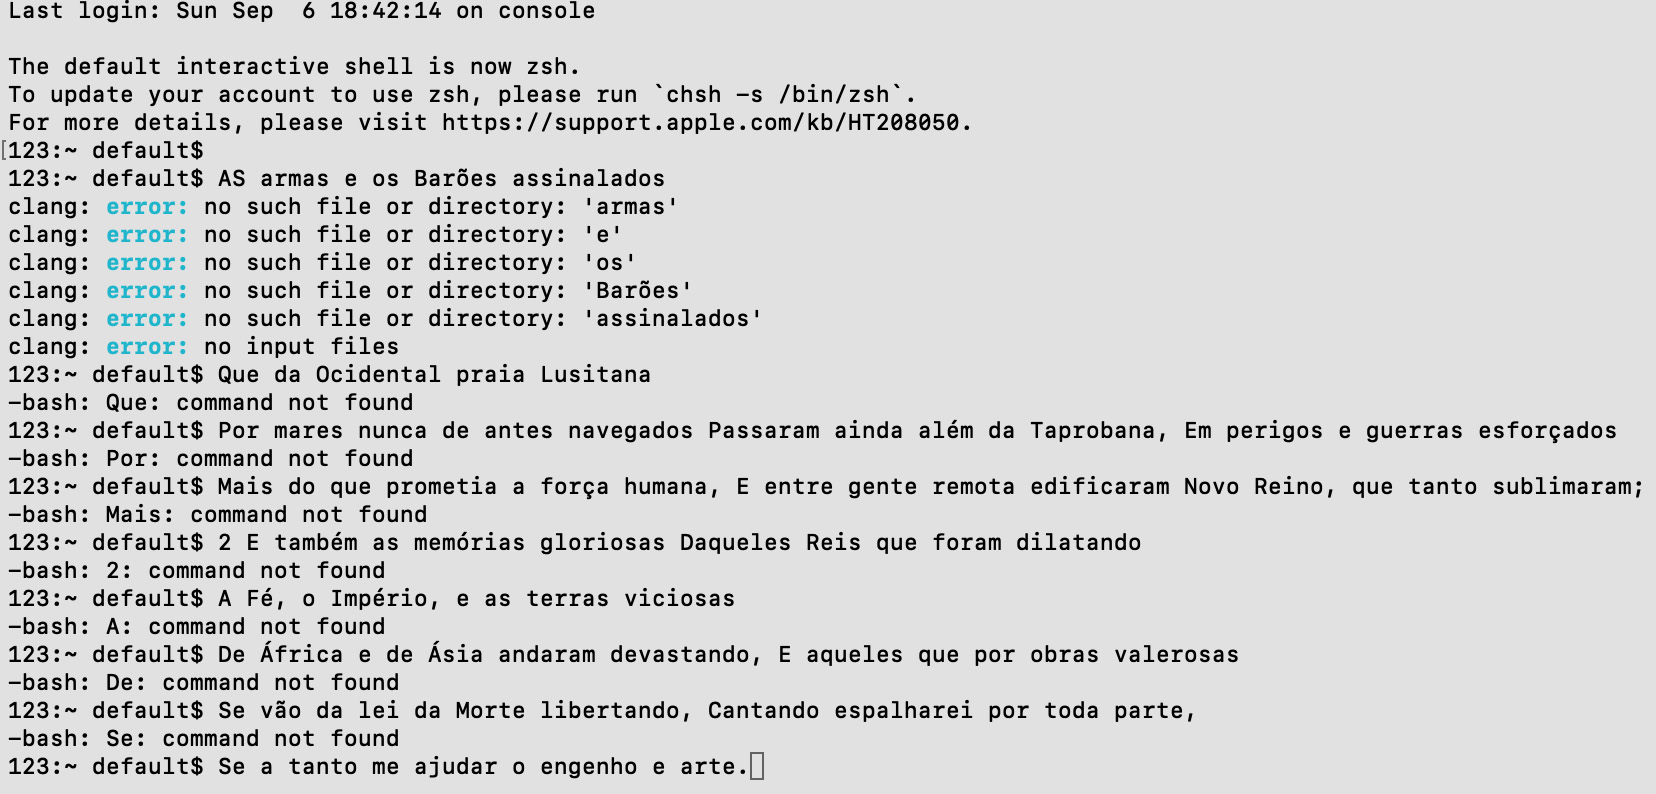 Last login: Sun Sep  6 18:42:14 on console

The default interactive shell is now zsh.
To update your account to use zsh, please run `chsh -s /bin/zsh`.
For more details, please visit https://support.apple.com/kb/HT208050.
[123:~ default$
123:~ default$ AS armas e os Barões assinalados
clang: error: no such file or directory: 'armas'
clang: error: no such file or directory: 'e'
clang: error: no such file or directory: 'os'
clang: error: no such file or directory: 'Barões'
clang: error: no such file or directory: 'assinalados'
clang: error: no input files
123:~ default$ Que da Ocidental praia Lusitana
-bash: Que: command not found
123:~ default$ Por mares nunca de antes navegados Passaram ainda além da Taprobana, Em perigos e guerras esforçados
-bash: Por: command not found
123:~ default$ Mais do que prometia a força humana, E entre gente remota edificaram Novo Reino, que tanto sublimaram;
-bash: Mais: command not found
123:~ default$ 2 E também as memórias gloriosas Daqueles Reis que foram dilatando
-bash: 2: command not found
123:~ default$ A Fé, o Império, e as terras viciosas
-bash: A: command not found
123:~ default$ De África e de Ásia andaram devastando, E aqueles que por obras valerosas
-bash: De: command not found
123:~ default$ Se vão da lei da Morte libertando, Cantando espalharei por toda parte,
-bash: Se: command not found
123:~ default$ Se a tanto me ajudar o engenho e arte.